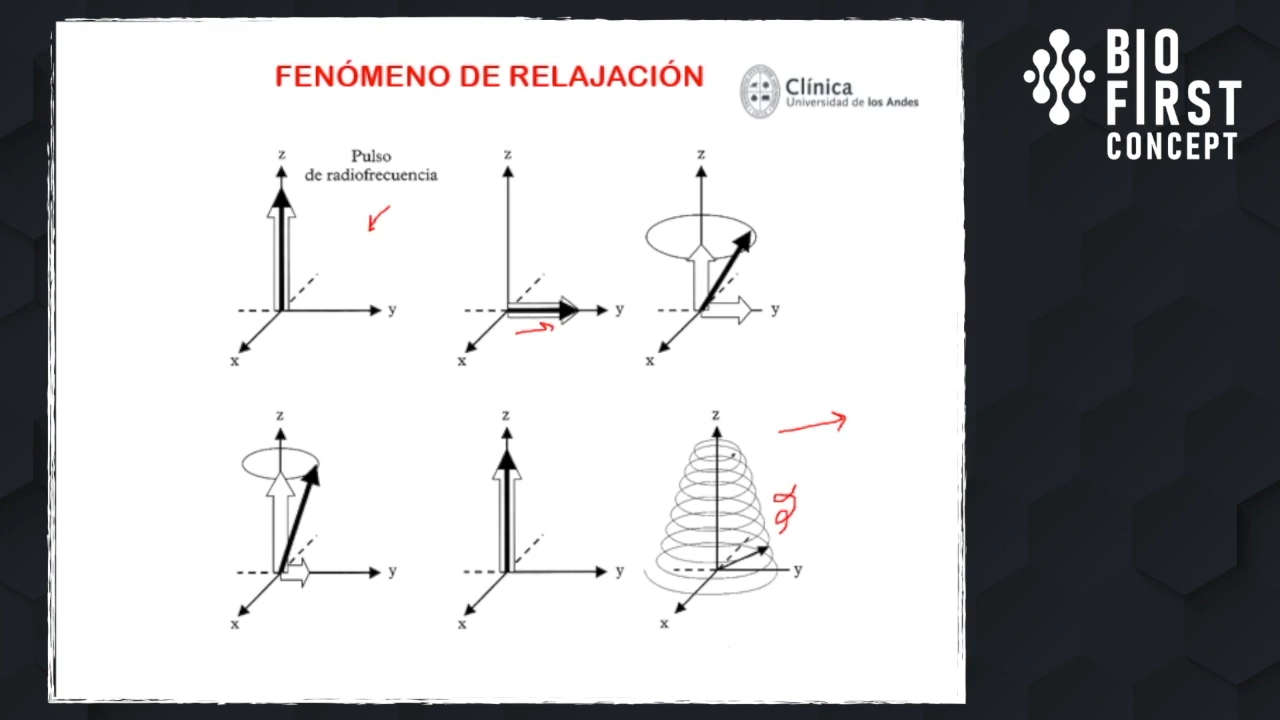 FENÓMENO DE RELAJACIÓN
Clínica
Universidad de los Andes
BIO
FIRST
CONCEPT
z
Pulso
de radiofrecuencia
y
x
z
y
x
z
y
x
z
y
x
z
y
x
z
y
x